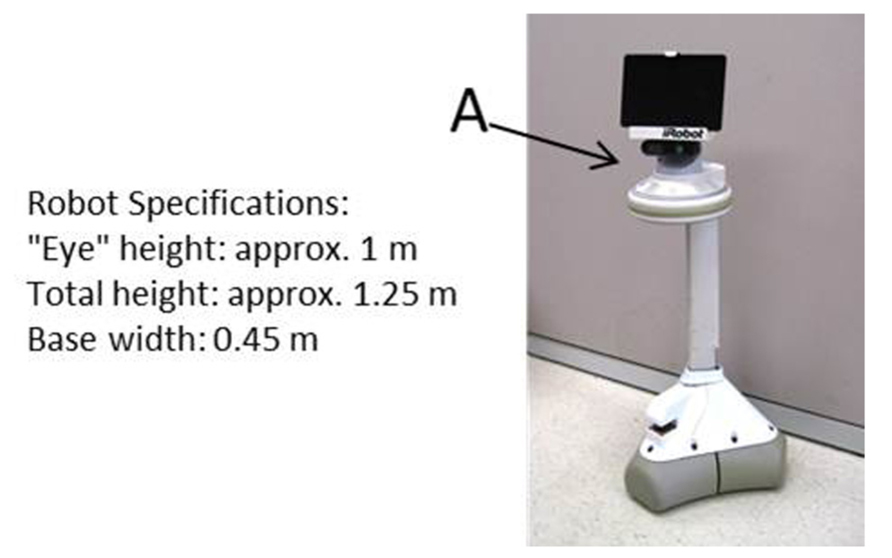 A
iRobot
Robot Specifications:
"Eye" height: approx. 1 m
Total height: approx. 1.25 m
Base width: 0.45 m